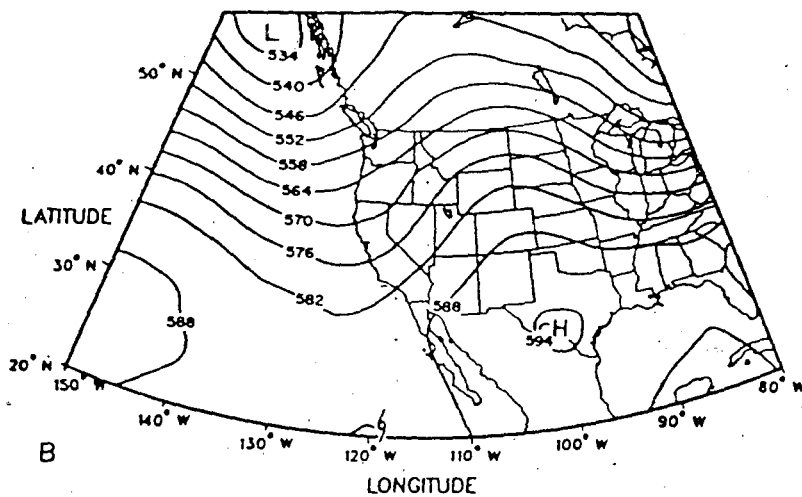 L
534
50° N
540
546
552
558
40° N
564
570
LATITUDE
576
30° N
582
588
588
H
594
20° N
150° W
80° W
140° W
90° W
130° W
100° W
120° W
110° W
B
LONGITUDE